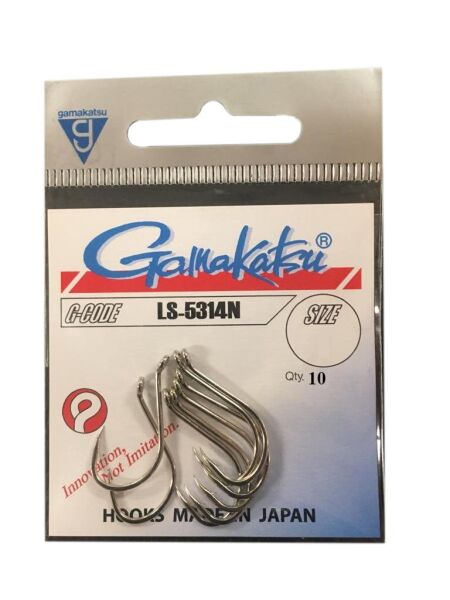 gamakatsu
g
Gamakatsu®
G-CODE
LS-5314N
SIZE
Qty. 10
Innovation,
Not Imitation.
HOOKS MADE IN JAPAN